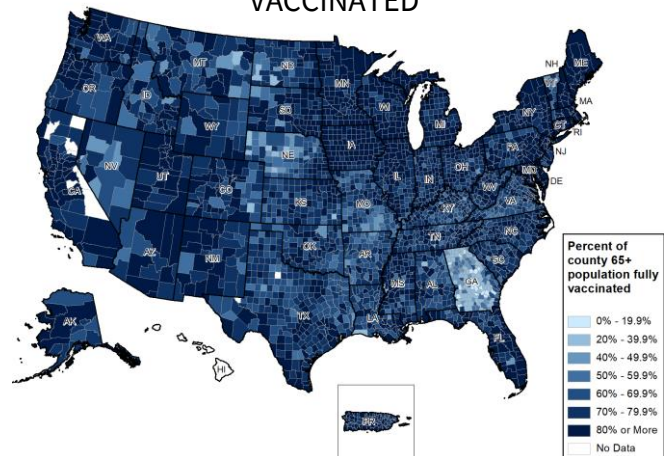 VACCINATED
WA
MT
ND
MN
OR
ID
SD
WI
MI
NH
VT
ME
NY
MA
CT
RI
WY
NE
IA
PA
NJ
NV
UT
CO
KS
MO
IL
IN
OH
WV
MD
DE
VA
KY
CA
AZ
NM
OK
AR
TN
NC
SC
MS
AL
GA
TX
LA
FL
AK
HI
PR
Percent of
county 65+
population fully
vaccinated
0% - 19.9%
20% - 39.9%
40% - 49.9%
50% - 59.9%
60% - 69.9%
70% - 79.9%
80% or More
No Data